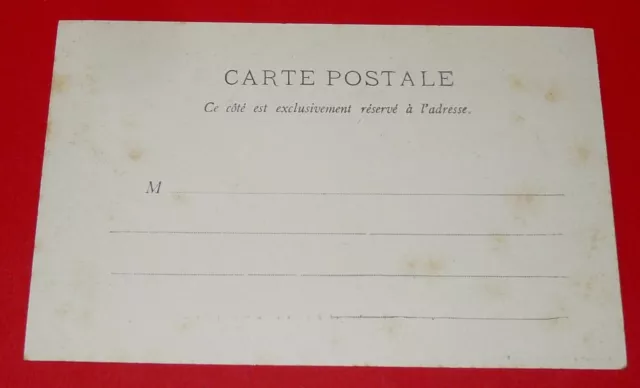 CARTE POSTALE
Ce côté est exclusivement réservé à l'adresse.
M